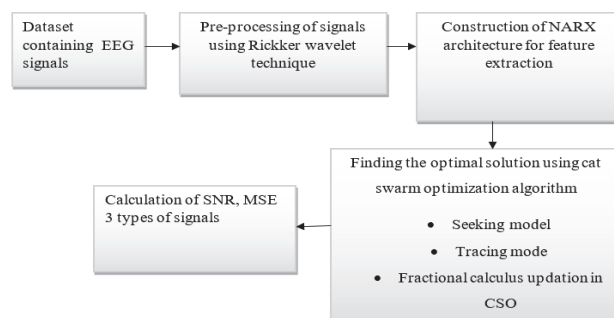 Dataset
containing EEG
signals
Pre-processing of signals
using Rickker wavelet
technique
Construction of NARX
architecture for feature
extraction
Finding the optimal solution using cat
swarm optimization algorithm
• Seeking model
• Tracing mode
• Fractional calculus updation in
CSO
Calculation of SNR, MSE
3 types of signals